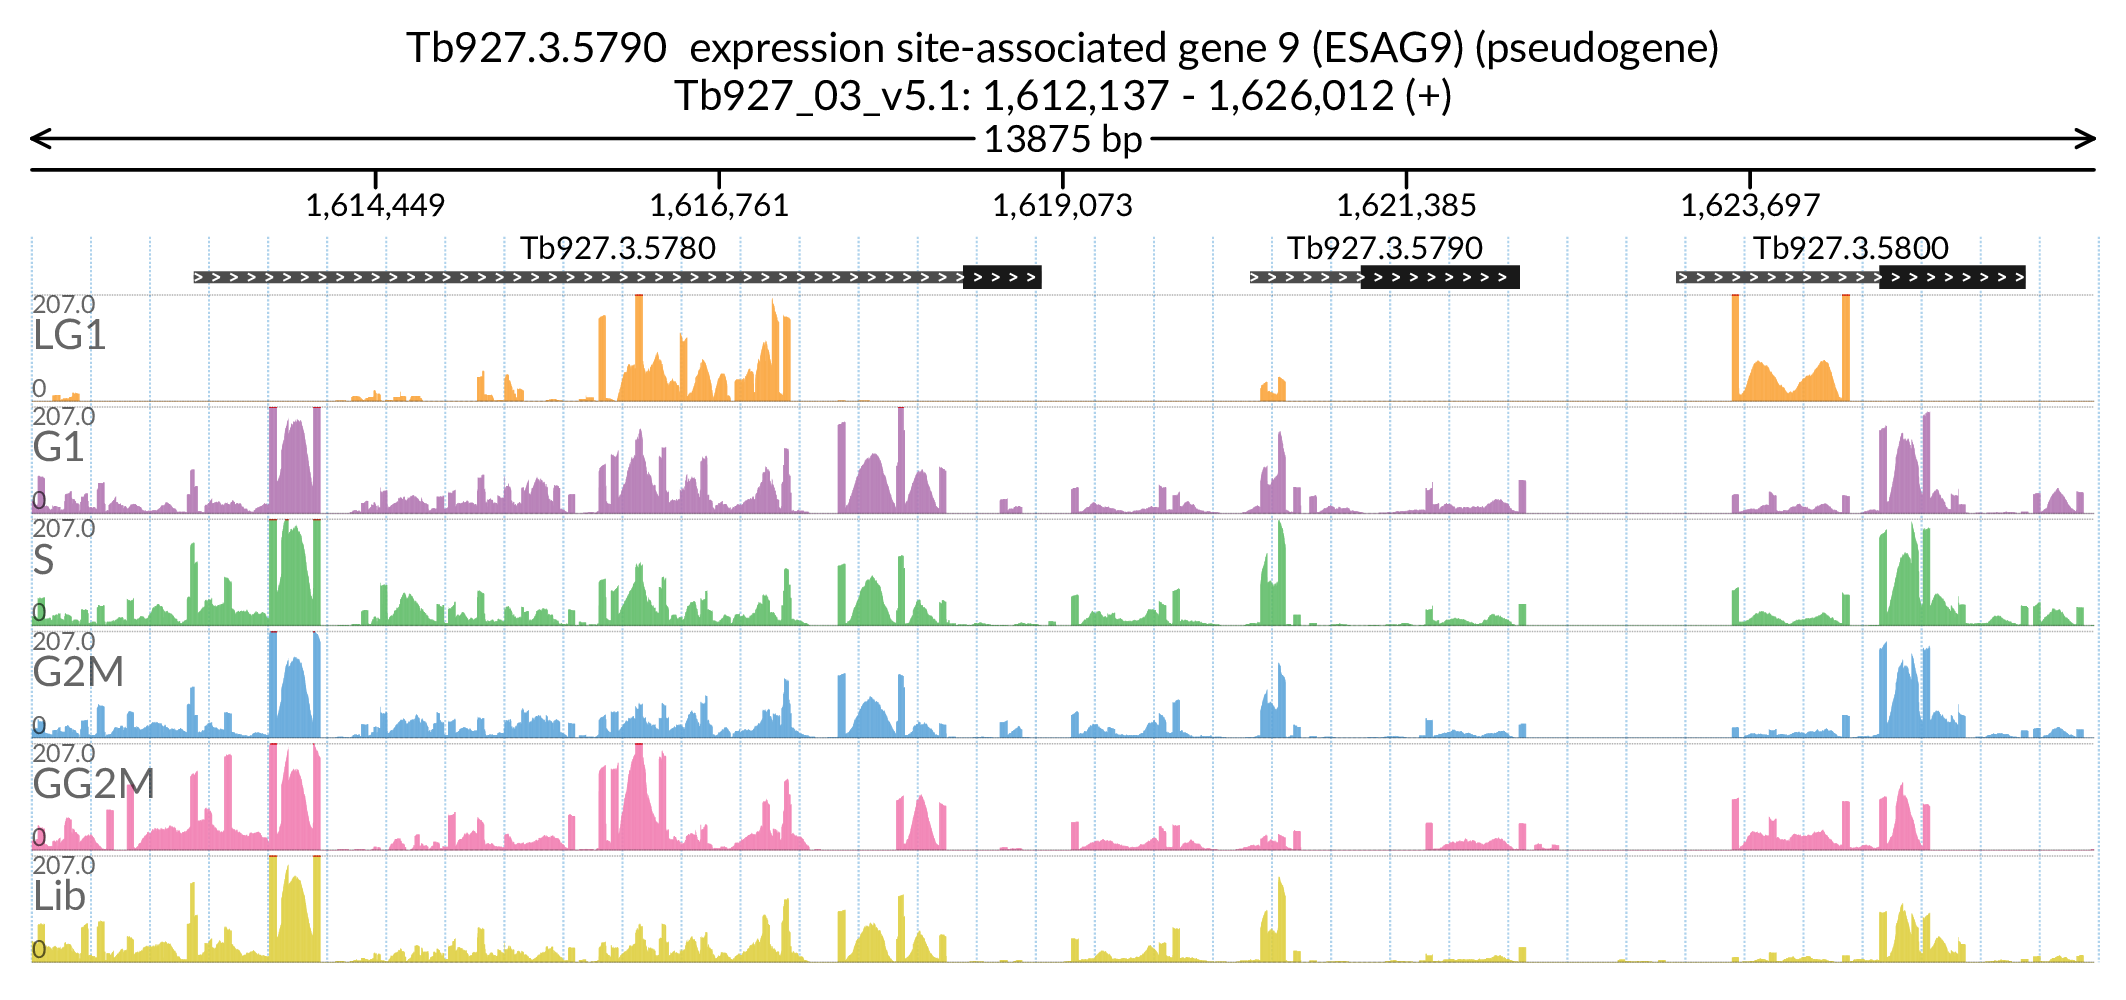 Tb927.3.5790  expression site-associated gene 9 (ESAG9) (pseudogene)
Tb927_03_v5.1: 1,612,137 - 1,626,012 (+)
13875 bp
1,614,449 1,616,761 1,619,073 1,621,385 1,623,697
Tb927.3.5780 Tb927.3.5790 Tb927.3.5800
207.0
LG1
0
207.0
G1
0
207.0
S
0
207.0
G2M
0
207.0
GG2M
0
207.0
Lib
0